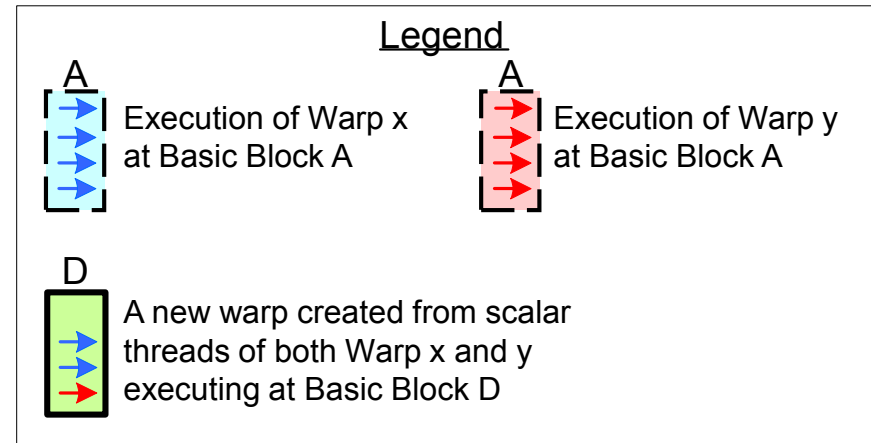 Legend
A
Execution of Warp x
at Basic Block A
A
Execution of Warp y
at Basic Block A
D
A new warp created from scalar
threads of both Warp x and y
executing at Basic Block D